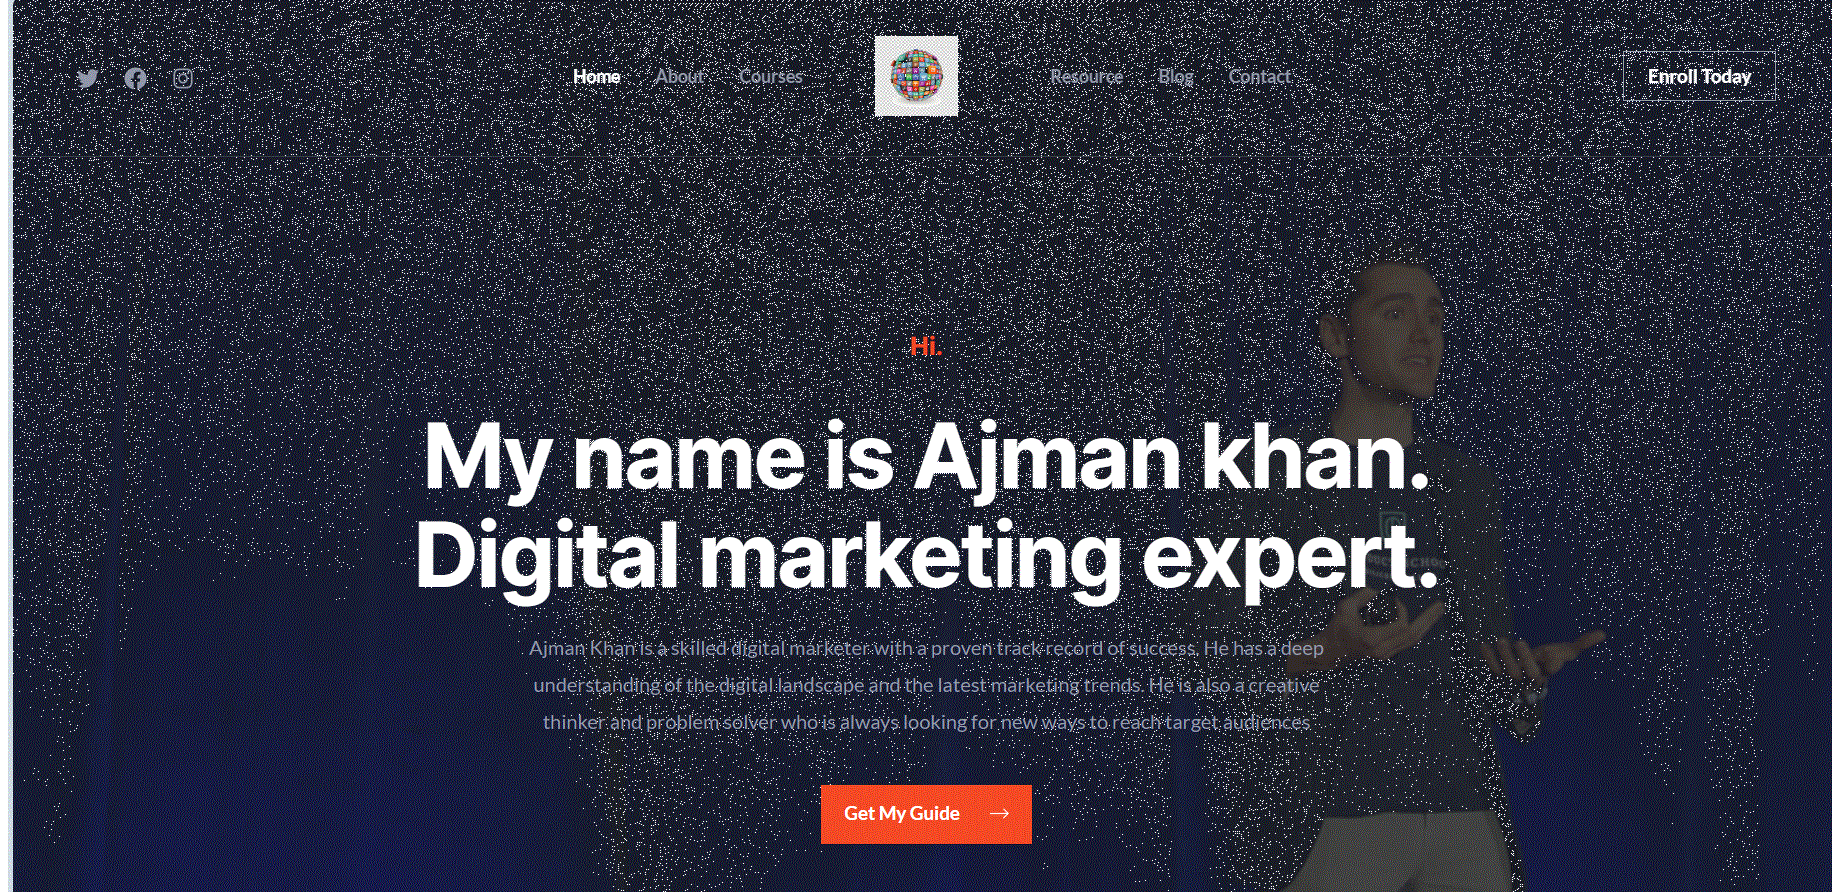 Home About Courses Resource Blog Contact Enroll Today
Hi.
My name is Ajman khan.
Digital marketing expert.
Ajman Khan is a skilled digital marketer with a proven track record of success. He has a deep
understanding of the digital landscape and the latest marketing trends. He is also a creative
thinker and problem solver who is always looking for new ways to reach target audiences
Get My Guide